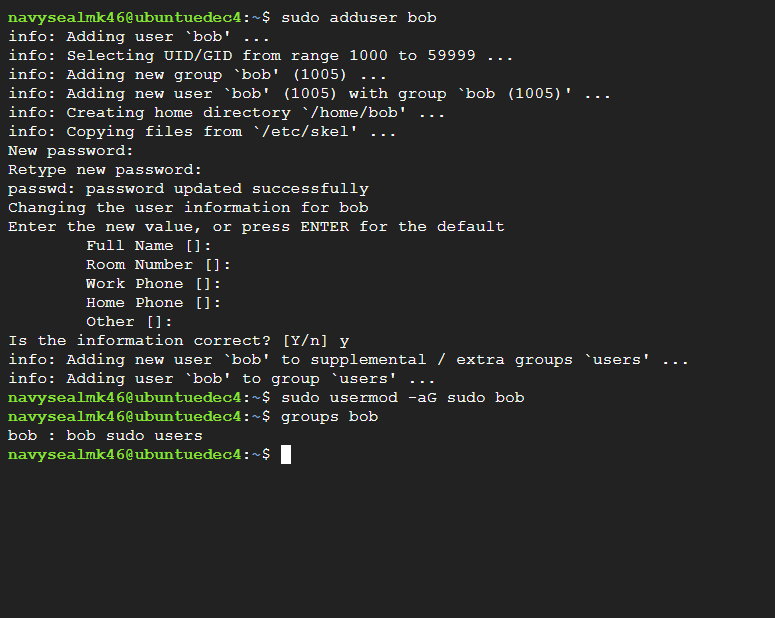 navysealmk46@ubuntuedec4:~$ sudo adduser bob
info: Adding user `bob' ...
info: Selecting UID/GID from range 1000 to 59999 ...
info: Adding new group `bob' (1005) ...
info: Adding new user `bob' (1005) with group `bob (1005)' ...
info: Creating home directory `/home/bob' ...
info: Copying files from `/etc/skel' ...
New password:
Retype new password:
passwd: password updated successfully
Changing the user information for bob
Enter the new value, or press ENTER for the default
        Full Name []:
        Room Number []:
        Work Phone []:
        Home Phone []:
        Other []:
Is the information correct? [Y/n] y
info: Adding new user `bob' to supplemental / extra groups `users' ...
info: Adding user `bob' to group `users' ...
navysealmk46@ubuntuedec4:~$ sudo usermod -aG sudo bob
navysealmk46@ubuntuedec4:~$ groups bob
bob : bob sudo users
navysealmk46@ubuntuedec4:~$